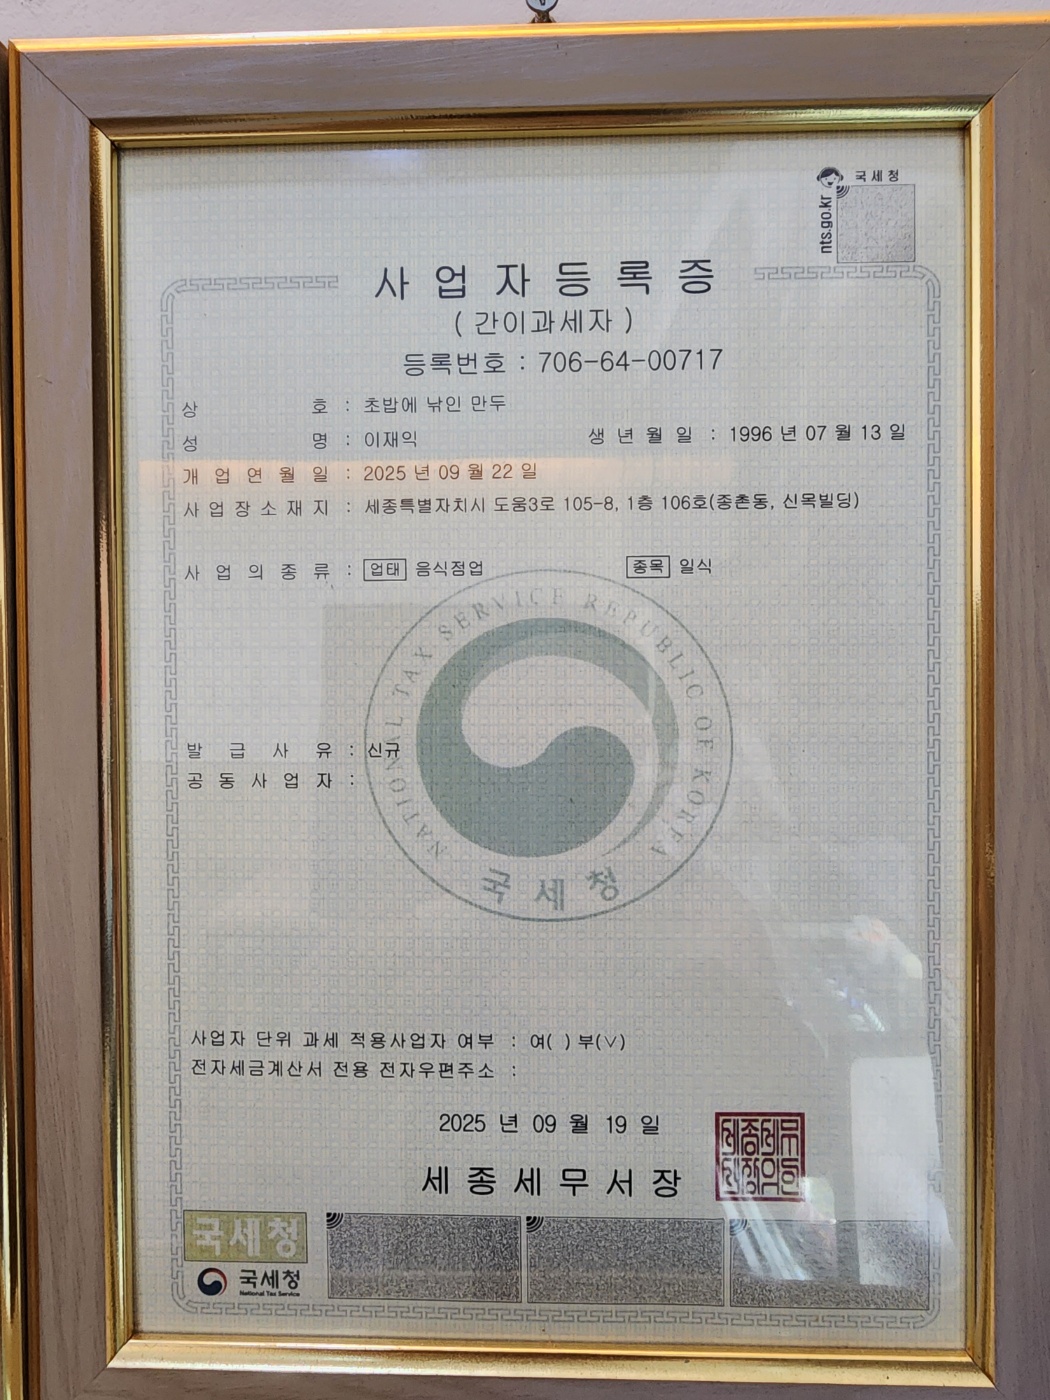 국세청
nts.go.kr
사업자등록증
( 간이과세자 )
등록번호 : 706-64-00717
상 호 : 초밥에 낚인 만두
성 명 : 이재익 생 년 월 일 : 1996 년 07 월 13 일
개 업 연 월 일 : 2025 년 09 월 22 일
사 업 장 소 재 지 : 세종특별자치시 도움3로 105-8, 1층 106호(종촌동, 신목빌딩)
사 업 의 종 류 : 업태 음식점업 종목 일식
NATIONAL TAX SERVICE REPUBLIC OF KOREA
발 급 사 유 : 신규
공 동 사 업 자 :
국세청
사업자 단위 과세 적용사업자 여부 : 여( ) 부(∨)
전자세금계산서 전용 전자우편주소 :
2025 년 09 월 19 일
세종세무서장
국세청
국세청
National Tax Service